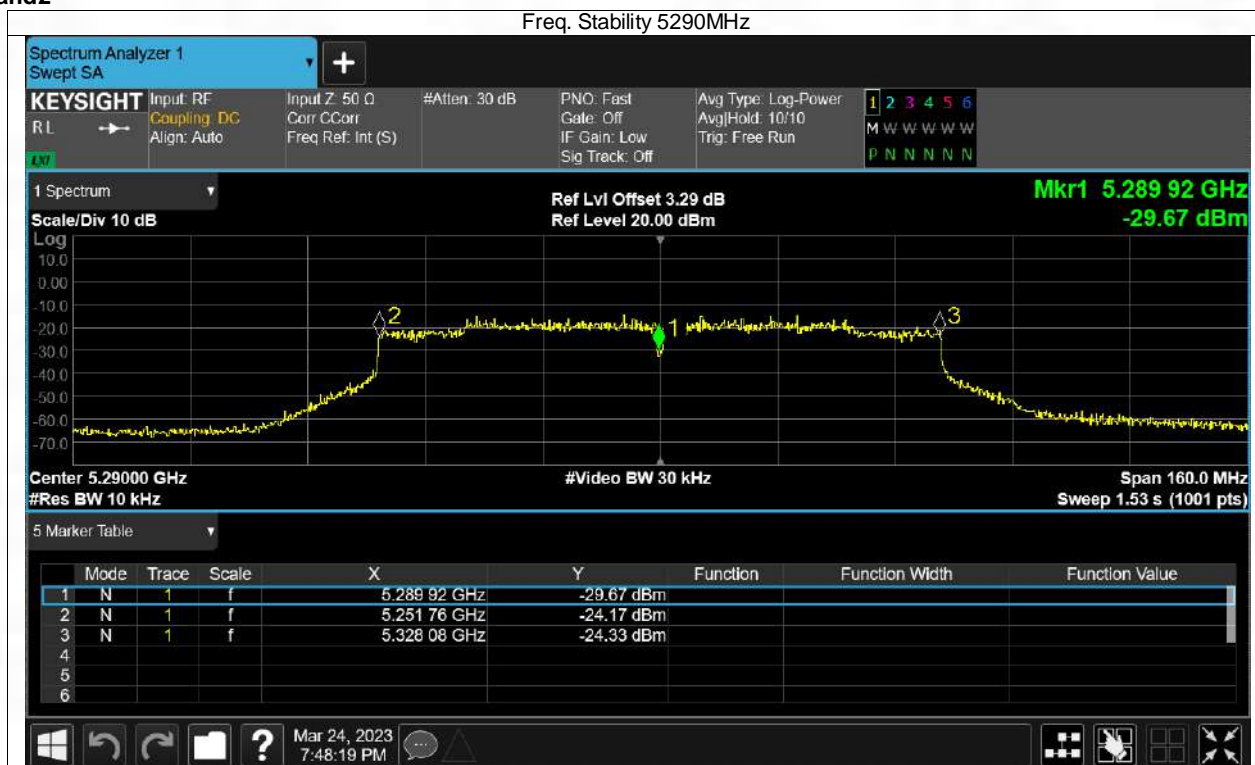 and2
Freq. Stability 5290MHz
Spectrum Analyzer 1
Swept SA
+
KEYSIGHT
RL
LXI
Input: RF
Coupling: DC
Align: Auto
Input Z: 50 Ω
Corr CCorr
Freq Ref: Int (S)
#Atten: 30 dB
PNO: Fast
Gate: Off
IF Gain: Low
Sig Track: Off
Avg Type: Log-Power
Avg|Hold: 10/10
Trig: Free Run
1 2 3 4 5 6
M W W W W W
P N N N N N
1 Spectrum
Scale/Div 10 dB
Ref Lvl Offset 3.29 dB
Ref Level 20.00 dBm
Mkr1 5.289 92 GHz
-29.67 dBm
Log
10.0
0.00
-10.0
-20.0
-30.0
-40.0
-50.0
-60.0
-70.0
2
1
3
Center 5.29000 GHz
#Res BW 10 kHz
#Video BW 30 kHz
Span 160.0 MHz
Sweep 1.53 s (1001 pts)
5 Marker Table
Mode Trace Scale X Y Function Function Width Function Value
1 N 1 f 5.289 92 GHz -29.67 dBm
2 N 1 f 5.251 76 GHz -24.17 dBm
3 N 1 f 5.328 08 GHz -24.33 dBm
4
5
6
?
Mar 24, 2023
7:48:19 PM